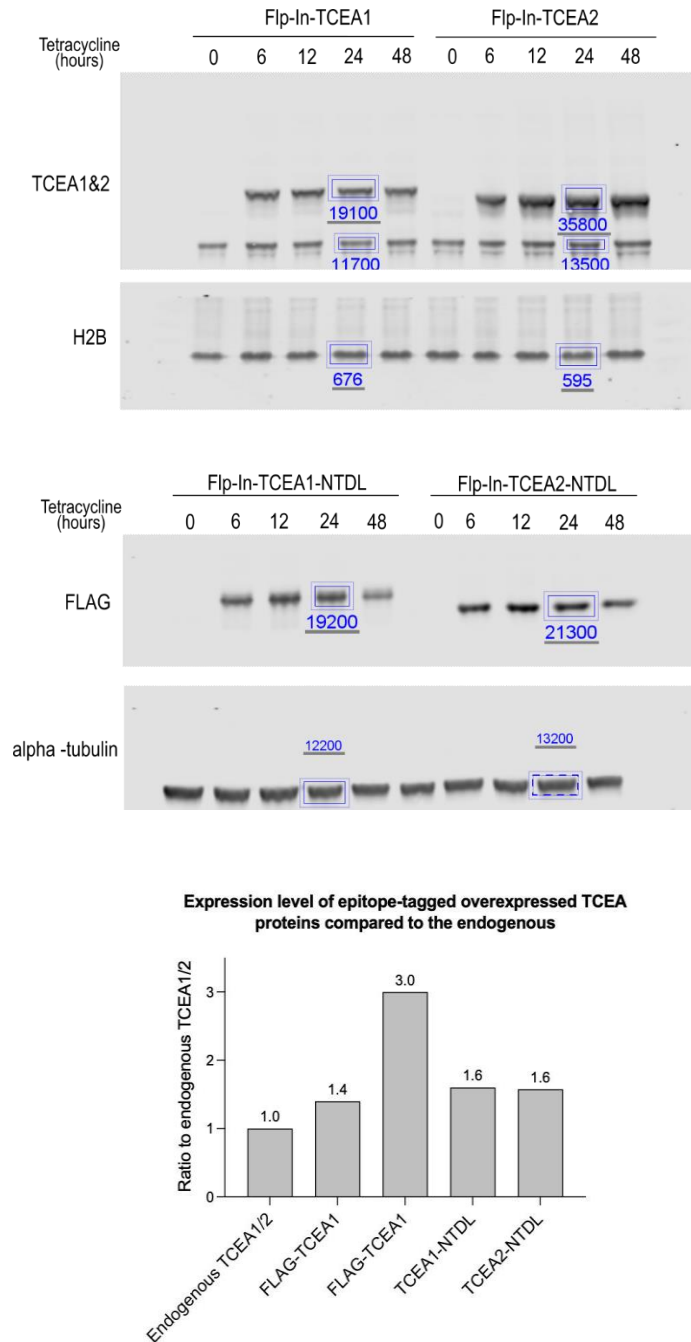 Flp-In-TCEA1 Flp-In-TCEA2
Tetracycline
(hours)
0 6 12 24 48 0 6 12 24 48
TCEA1&2
19100
35800
11700
13500
H2B
676
595
Flp-In-TCEA1-NTDL Flp-In-TCEA2-NTDL
Tetracycline
(hours)
0 6 12 24 48 0 6 12 24 48
FLAG
19200
21300
alpha -tubulin
12200
13200
Expression level of epitope-tagged overexpressed TCEA
proteins compared to the endogenous
Ratio to endogenous TCEA1/2
3
2
1
0
1.0
1.4
3.0
1.6
1.6
Endogenous TCEA1/2
FLAG-TCEA1
FLAG-TCEA1
TCEA1-NTDL
TCEA2-NTDL